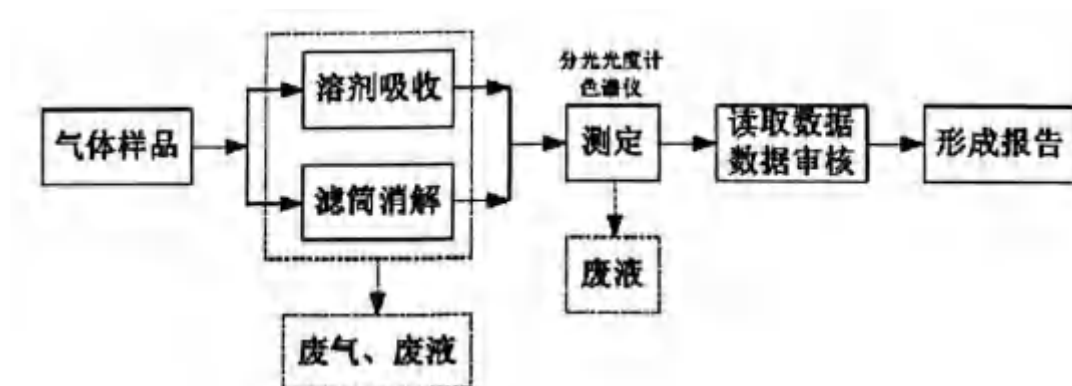 气体样品
溶剂吸收
滤筒消解
废气、废液
分光光度计
色谱仪
测定
废液
读取数据
数据审核
形成报告